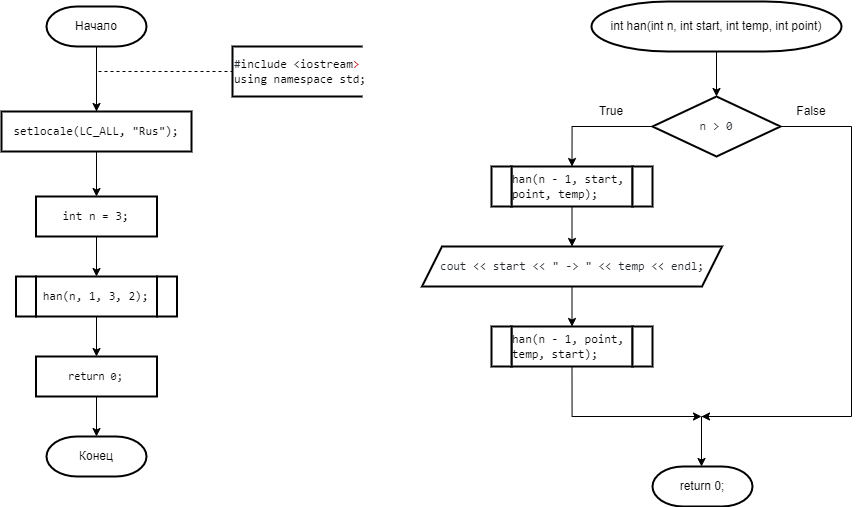 Начало
#include <iostream>
using namespace std;
setlocale(LC_ALL, "Rus");
int n = 3;
han(n, 1, 3, 2);
return 0;
Конец
int han(int n, int start, int temp, int point)
True
False
n > 0
han(n - 1, start,
point, temp);
cout << start << " -> " << temp << endl;
han(n - 1, point,
temp, start);
return 0;